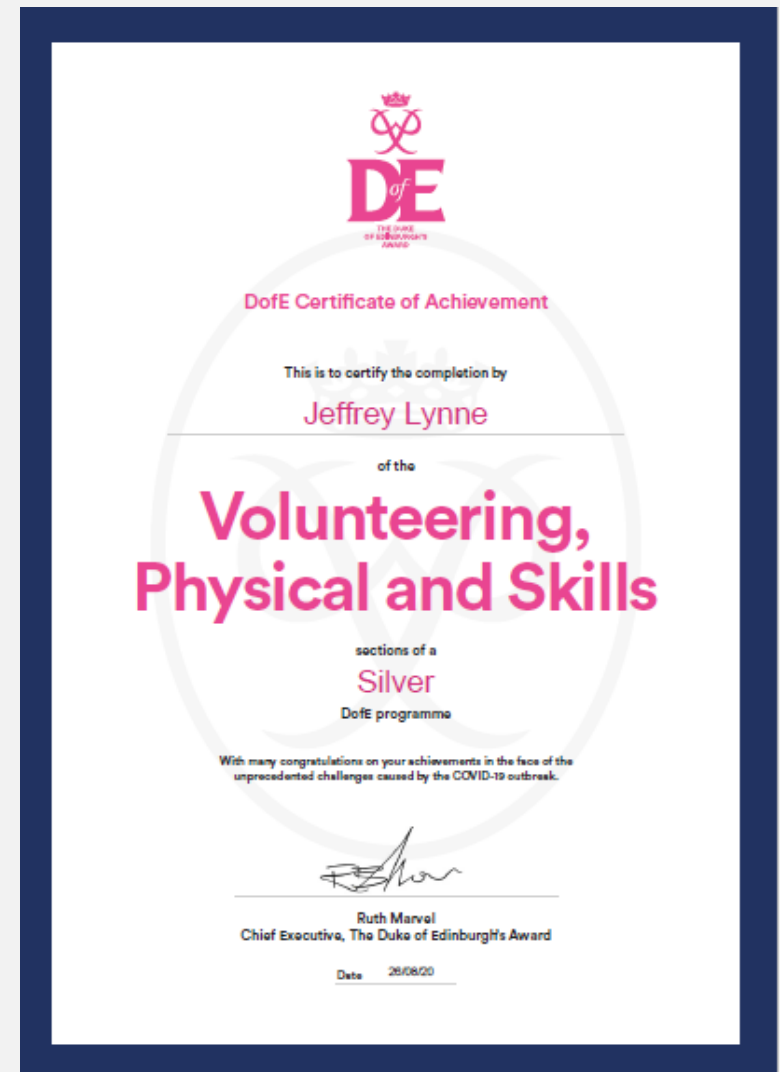 DofE
THE DUKE
OF EDINBURGH'S
AWARD
DofE Certificate of Achievement
This is to certify the completion by
Jeffrey Lynne
of the
Volunteering,
Physical and Skills
sections of a
Silver
DofE programme
With many congratulations on your achievements in the face of the
unprecedented challenges caused by the COVID-19 outbreak.
Ruth Marvel
Chief Executive, The Duke of Edinburgh's Award
Date 26/08/20